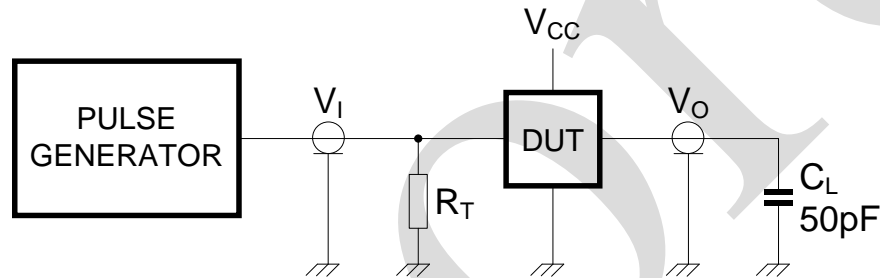 V_CC
PULSE
GENERATOR
V_I
DUT
V_O
R_T
C_L
50pF